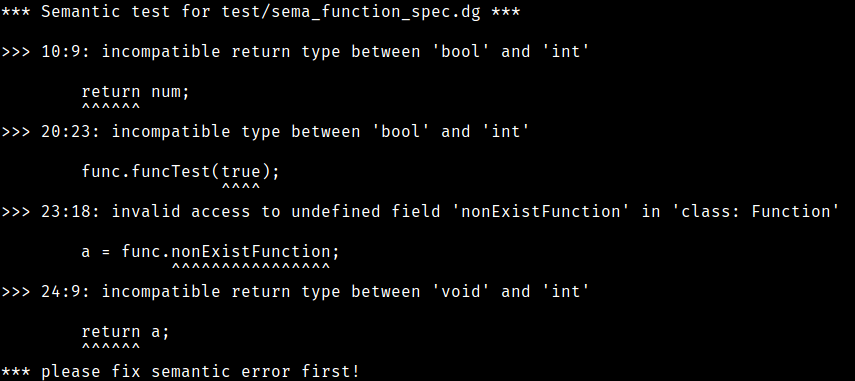 *** Semantic test for test/sema_function_spec.dg ***
>>> 10:9: incompatible return type between 'bool' and 'int'
return num;
^^^^^^
>>> 20:23: incompatible type between 'bool' and 'int'
func.funcTest(true);
^^^^
>>> 23:18: invalid access to undefined field 'nonExistFunction' in 'class: Function'
a = func.nonExistFunction;
^^^^^^^^^^^^^^^^
>>> 24:9: incompatible return type between 'void' and 'int'
return a;
^^^^^^
*** please fix semantic error first!